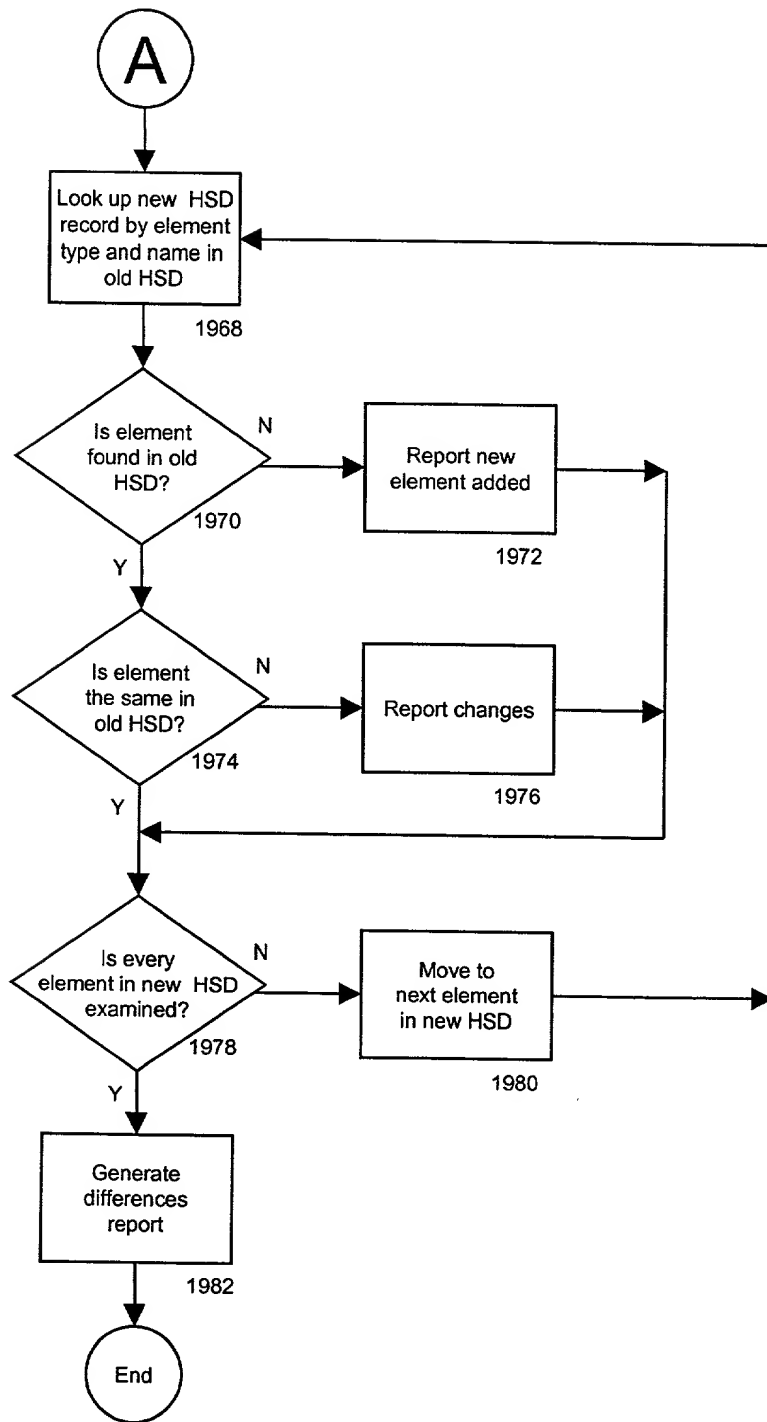 A
Look up new HSD
record by element
type and name in
old HSD
1968
Is element
found in old
HSD?
N
1970
Report new
element added
1972
Y
Is element
the same in
old HSD?
N
1974
Report changes
1976
Y
Is every
element in new HSD
examined?
N
1978
Move to
next element
in new HSD
1980
Y
Generate
differences
report
1982
End